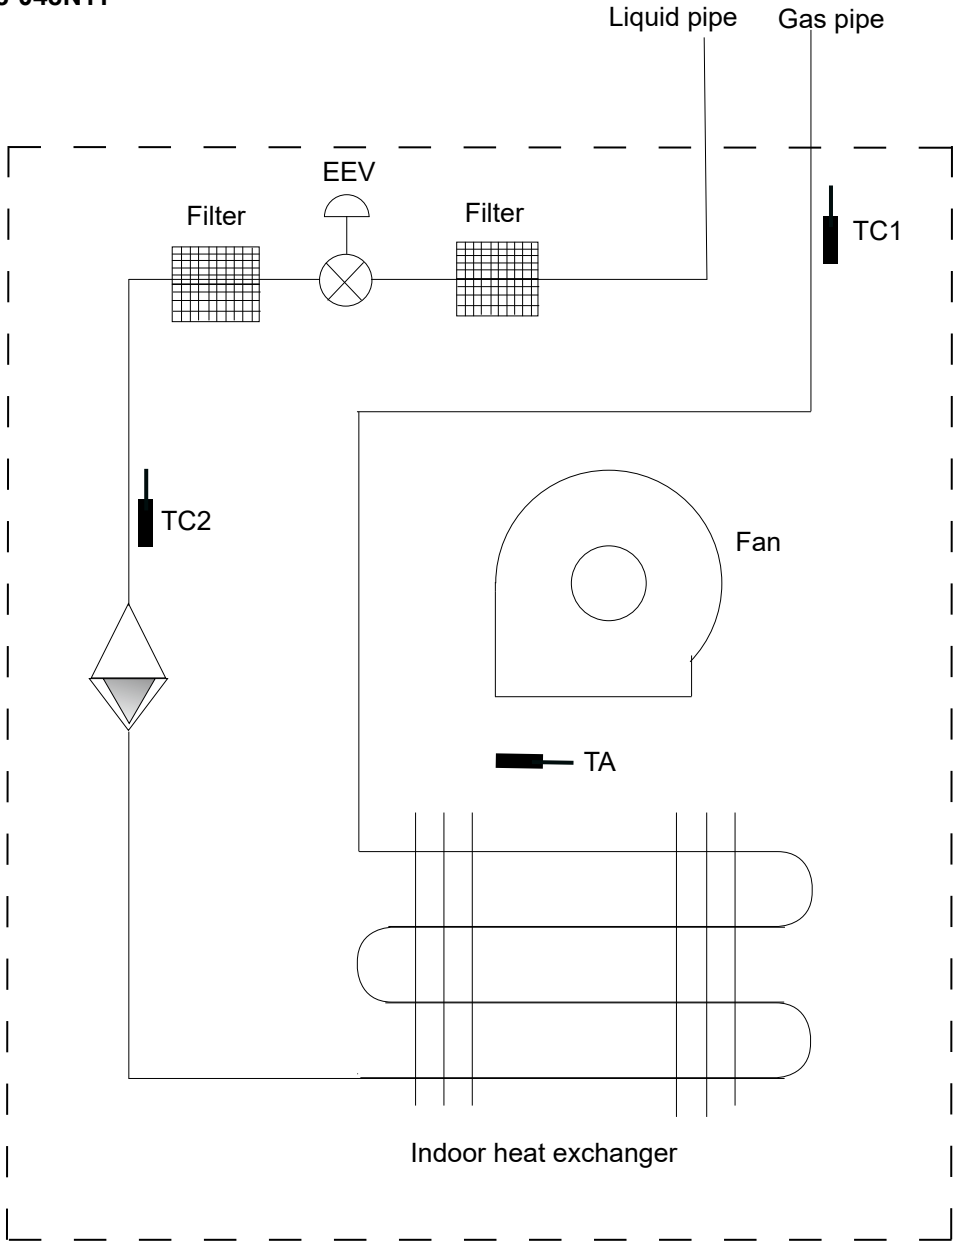 Liquid pipe
Gas pipe
EEV
Filter
Filter
TC1
TC2
Fan
TA
Indoor heat exchanger